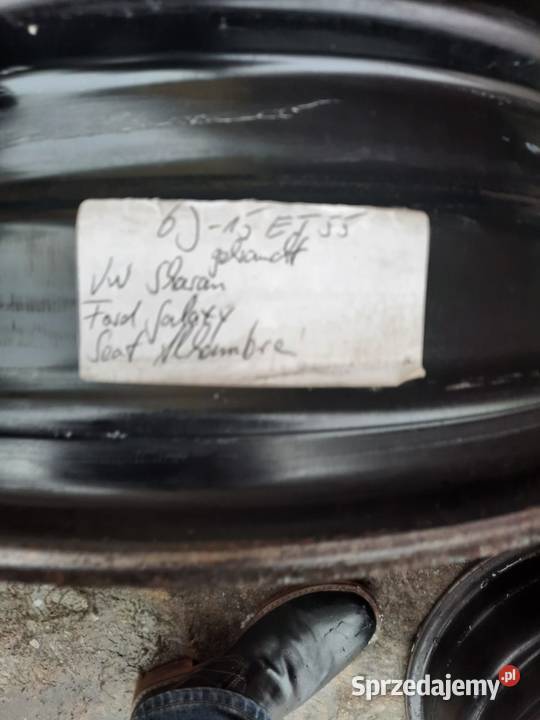 6J-15 ET 55
gebraucht
VW Sharan
Ford Galaxy
Seat Alhambra
Sprzedajemy.pl